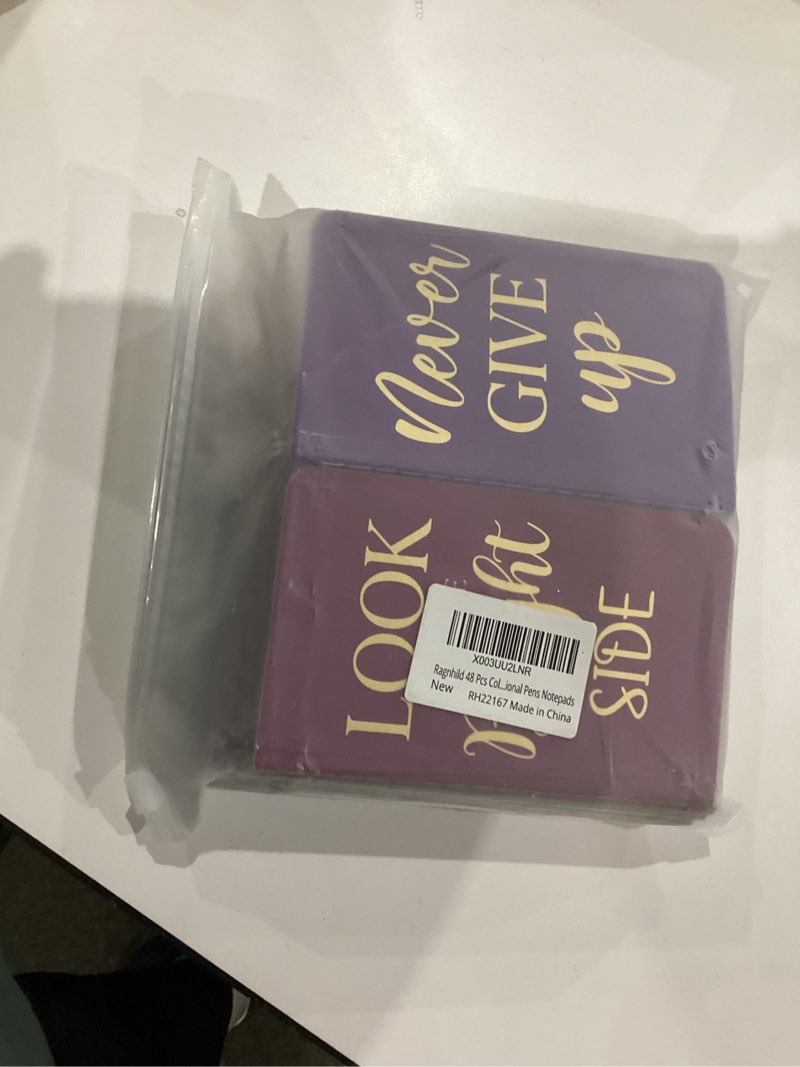 Never
GIVE
up
LOOK
SIDE
X003UU2LNR
Ragnhild 48 Pcs Col...ional Pens Notepads
New RH22167 Made in China